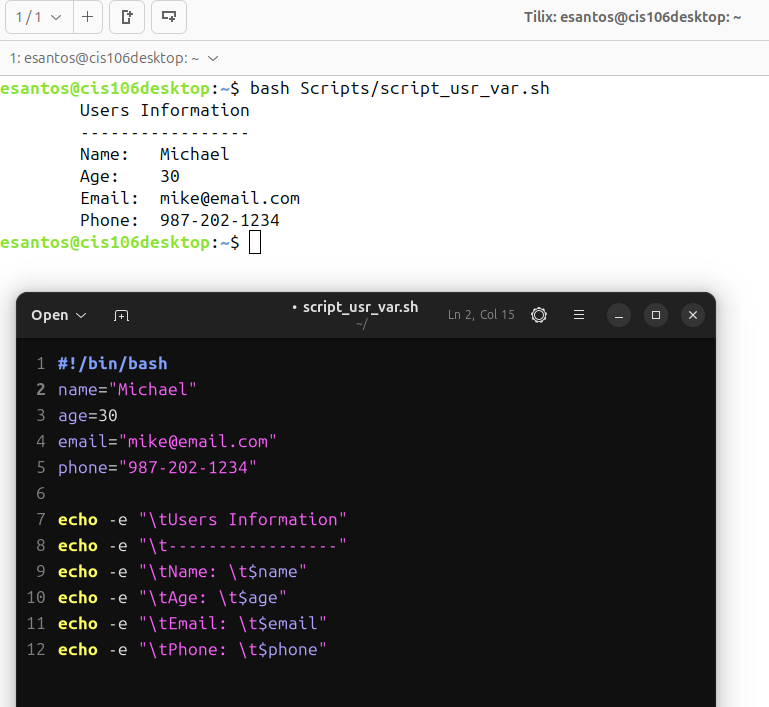 1 / 1
Tilix: esantos@cis106desktop: ~
1: esantos@cis106desktop: ~
esantos@cis106desktop:~$ bash Scripts/script_usr_var.sh
Users Information
-----------------
Name: Michael
Age: 30
Email: mike@email.com
Phone: 987-202-1234
esantos@cis106desktop:~$
Open
• script_usr_var.sh
~/
Ln 2, Col 15
1 #!/bin/bash
2 name="Michael"
3 age=30
4 email="mike@email.com"
5 phone="987-202-1234"
6
7 echo -e "\tUsers Information"
8 echo -e "\t-----------------"
9 echo -e "\tName: \t$name"
10 echo -e "\tAge: \t$age"
11 echo -e "\tEmail: \t$email"
12 echo -e "\tPhone: \t$phone"